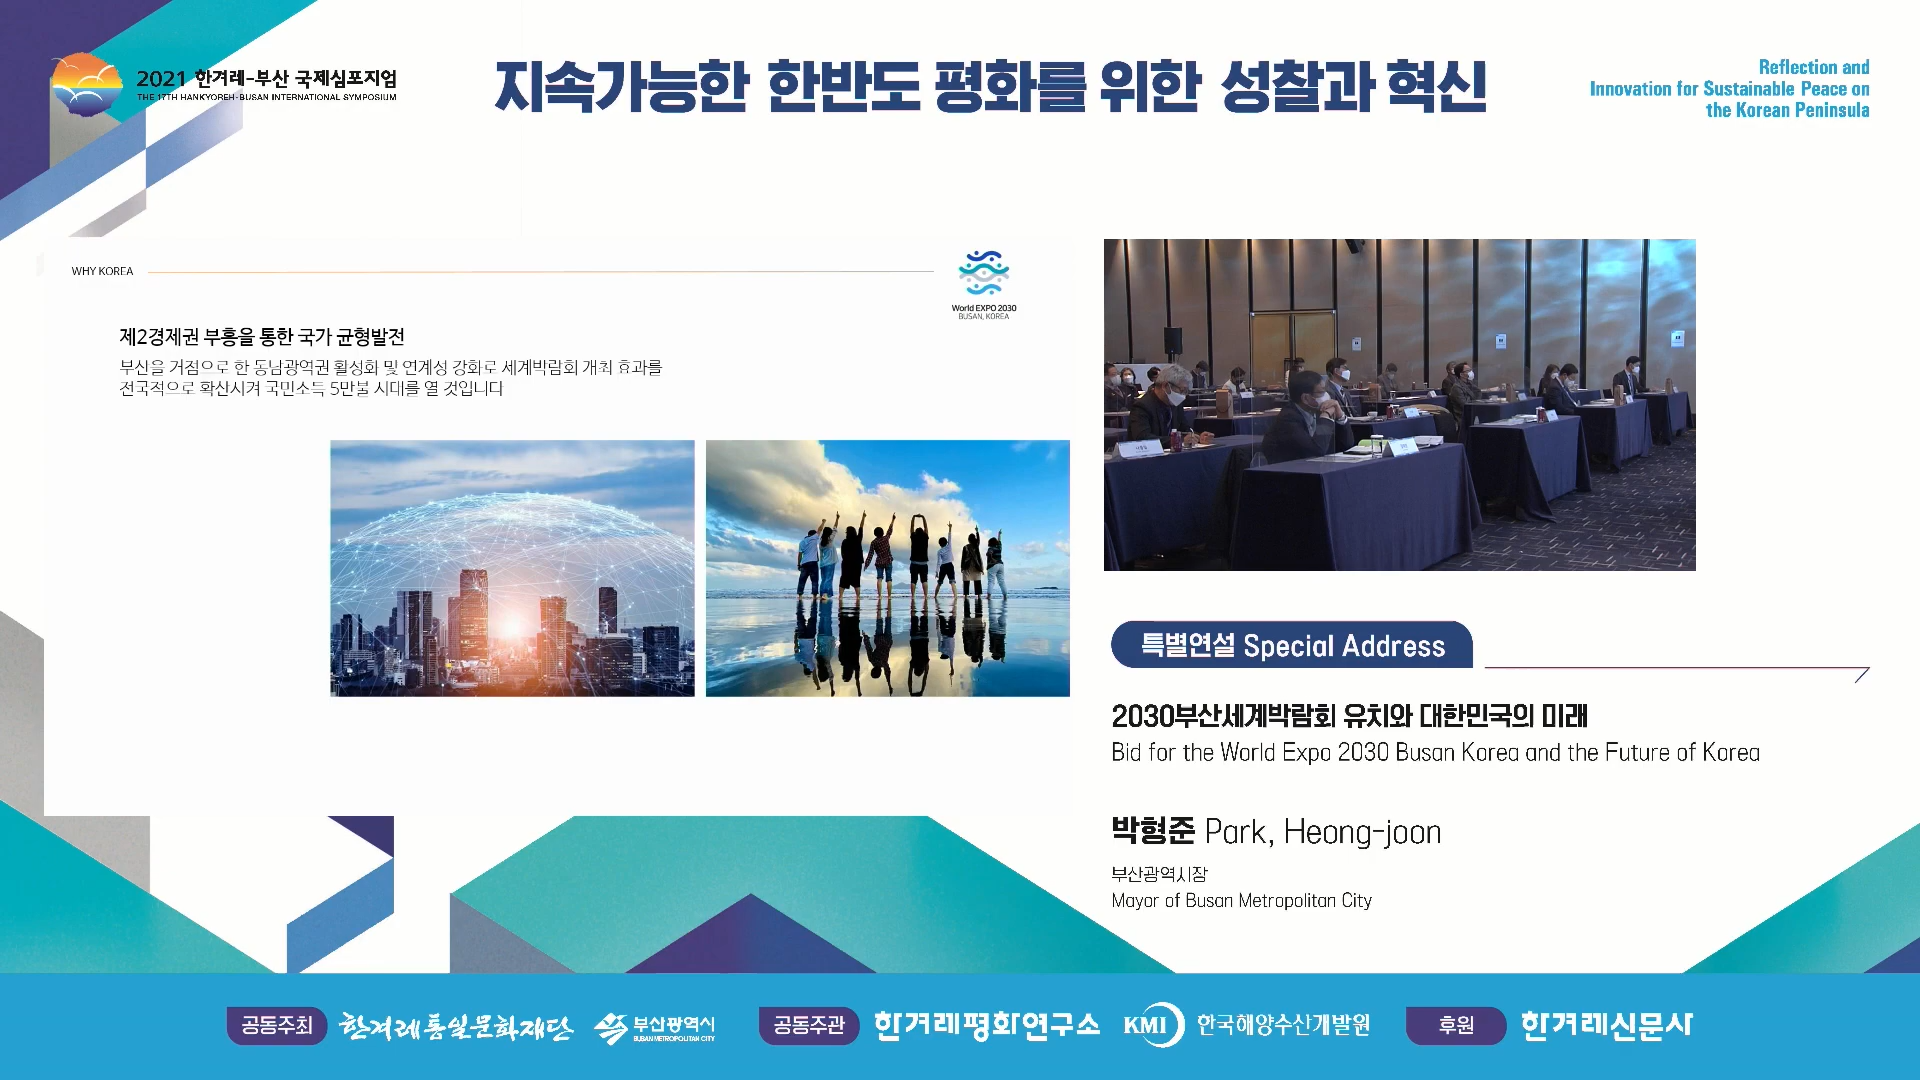 2021 한겨레-부산 국제심포지엄
THE 17TH HANKYOREH-BUSAN INTERNATIONAL SYMPOSIUM
지속가능한 한반도 평화를 위한 성찰과 혁신
Reflection and
Innovation for Sustainable Peace on
the Korean Peninsula
WHY KOREA
World EXPO 2030
BUSAN, KOREA
제2경제권 부흥을 통한 국가 균형발전
부산을 거점으로 한 동남광역권 활성화 및 연계성 강화로 세계박람회 개최 효과를
전국적으로 확산시켜 국민소득 5만불 시대를 열 것입니다
특별연설 Special Address
2030부산세계박람회 유치와 대한민국의 미래
Bid for the World Expo 2030 Busan Korea and the Future of Korea
박형준 Park, Heong-joon
부산광역시장
Mayor of Busan Metropolitan City
공동주최 한겨레통일문화재단 부산광역시
BUSAN METROPOLITAN CITY
공동주관 한겨레평화연구소 KMI 한국해양수산개발원
후원 한겨레신문사